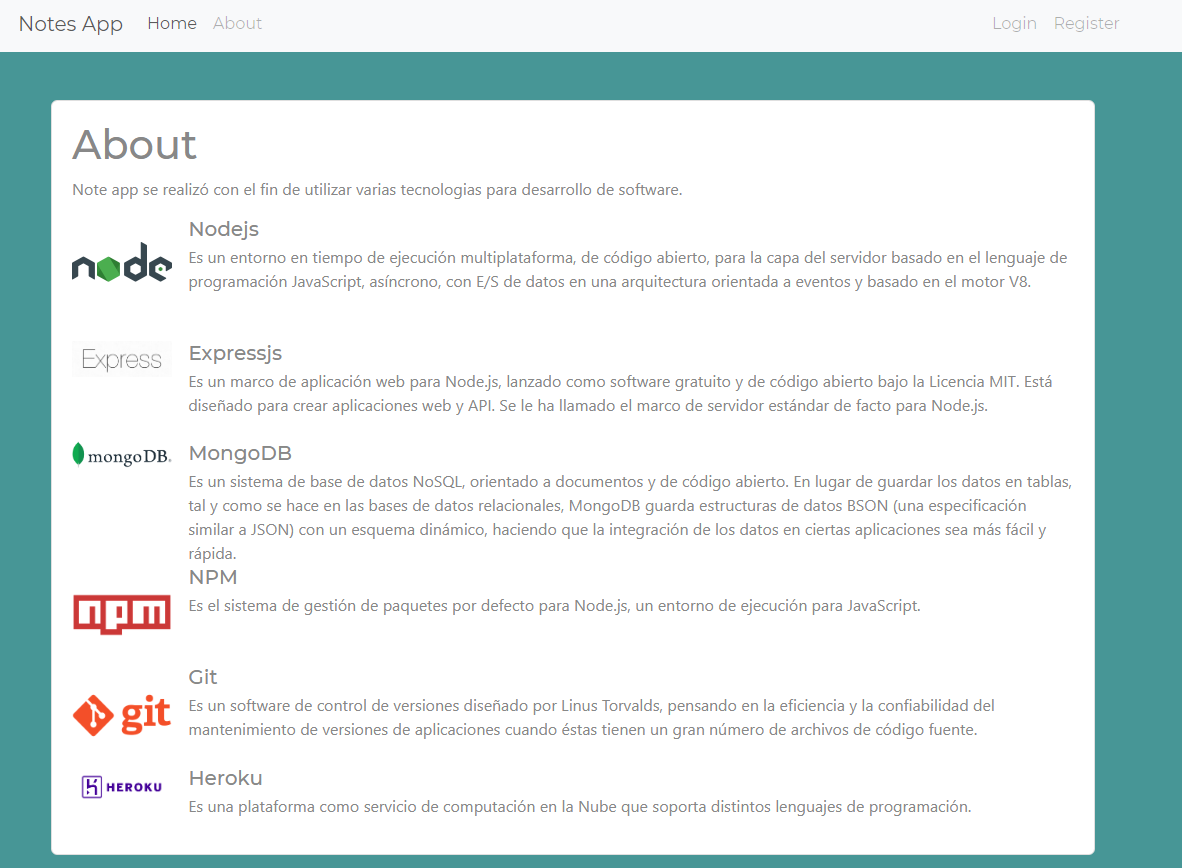 Notes App Home About Login Register
About
Note app se realizó con el fin de utilizar varias tecnologias para desarrollo de software.
node
Nodejs
Es un entorno en tiempo de ejecución multiplataforma, de código abierto, para la capa del servidor basado en el lenguaje de
programación JavaScript, asíncrono, con E/S de datos en una arquitectura orientada a eventos y basado en el motor V8.
Express
Expressjs
Es un marco de aplicación web para Node.js, lanzado como software gratuito y de código abierto bajo la Licencia MIT. Está
diseñado para crear aplicaciones web y API. Se le ha llamado el marco de servidor estándar de facto para Node.js.
mongoDB.
MongoDB
Es un sistema de base de datos NoSQL, orientado a documentos y de código abierto. En lugar de guardar los datos en tablas,
tal y como se hace en las bases de datos relacionales, MongoDB guarda estructuras de datos BSON (una especificación
similar a JSON) con un esquema dinámico, haciendo que la integración de los datos en ciertas aplicaciones sea más fácil y
rápida.
npm
NPM
Es el sistema de gestión de paquetes por defecto para Node.js, un entorno de ejecución para JavaScript.
git
Git
Es un software de control de versiones diseñado por Linus Torvalds, pensando en la eficiencia y la confiabilidad del
mantenimiento de versiones de aplicaciones cuando éstas tienen un gran número de archivos de código fuente.
HEROKU
Heroku
Es una plataforma como servicio de computación en la Nube que soporta distintos lenguajes de programación.